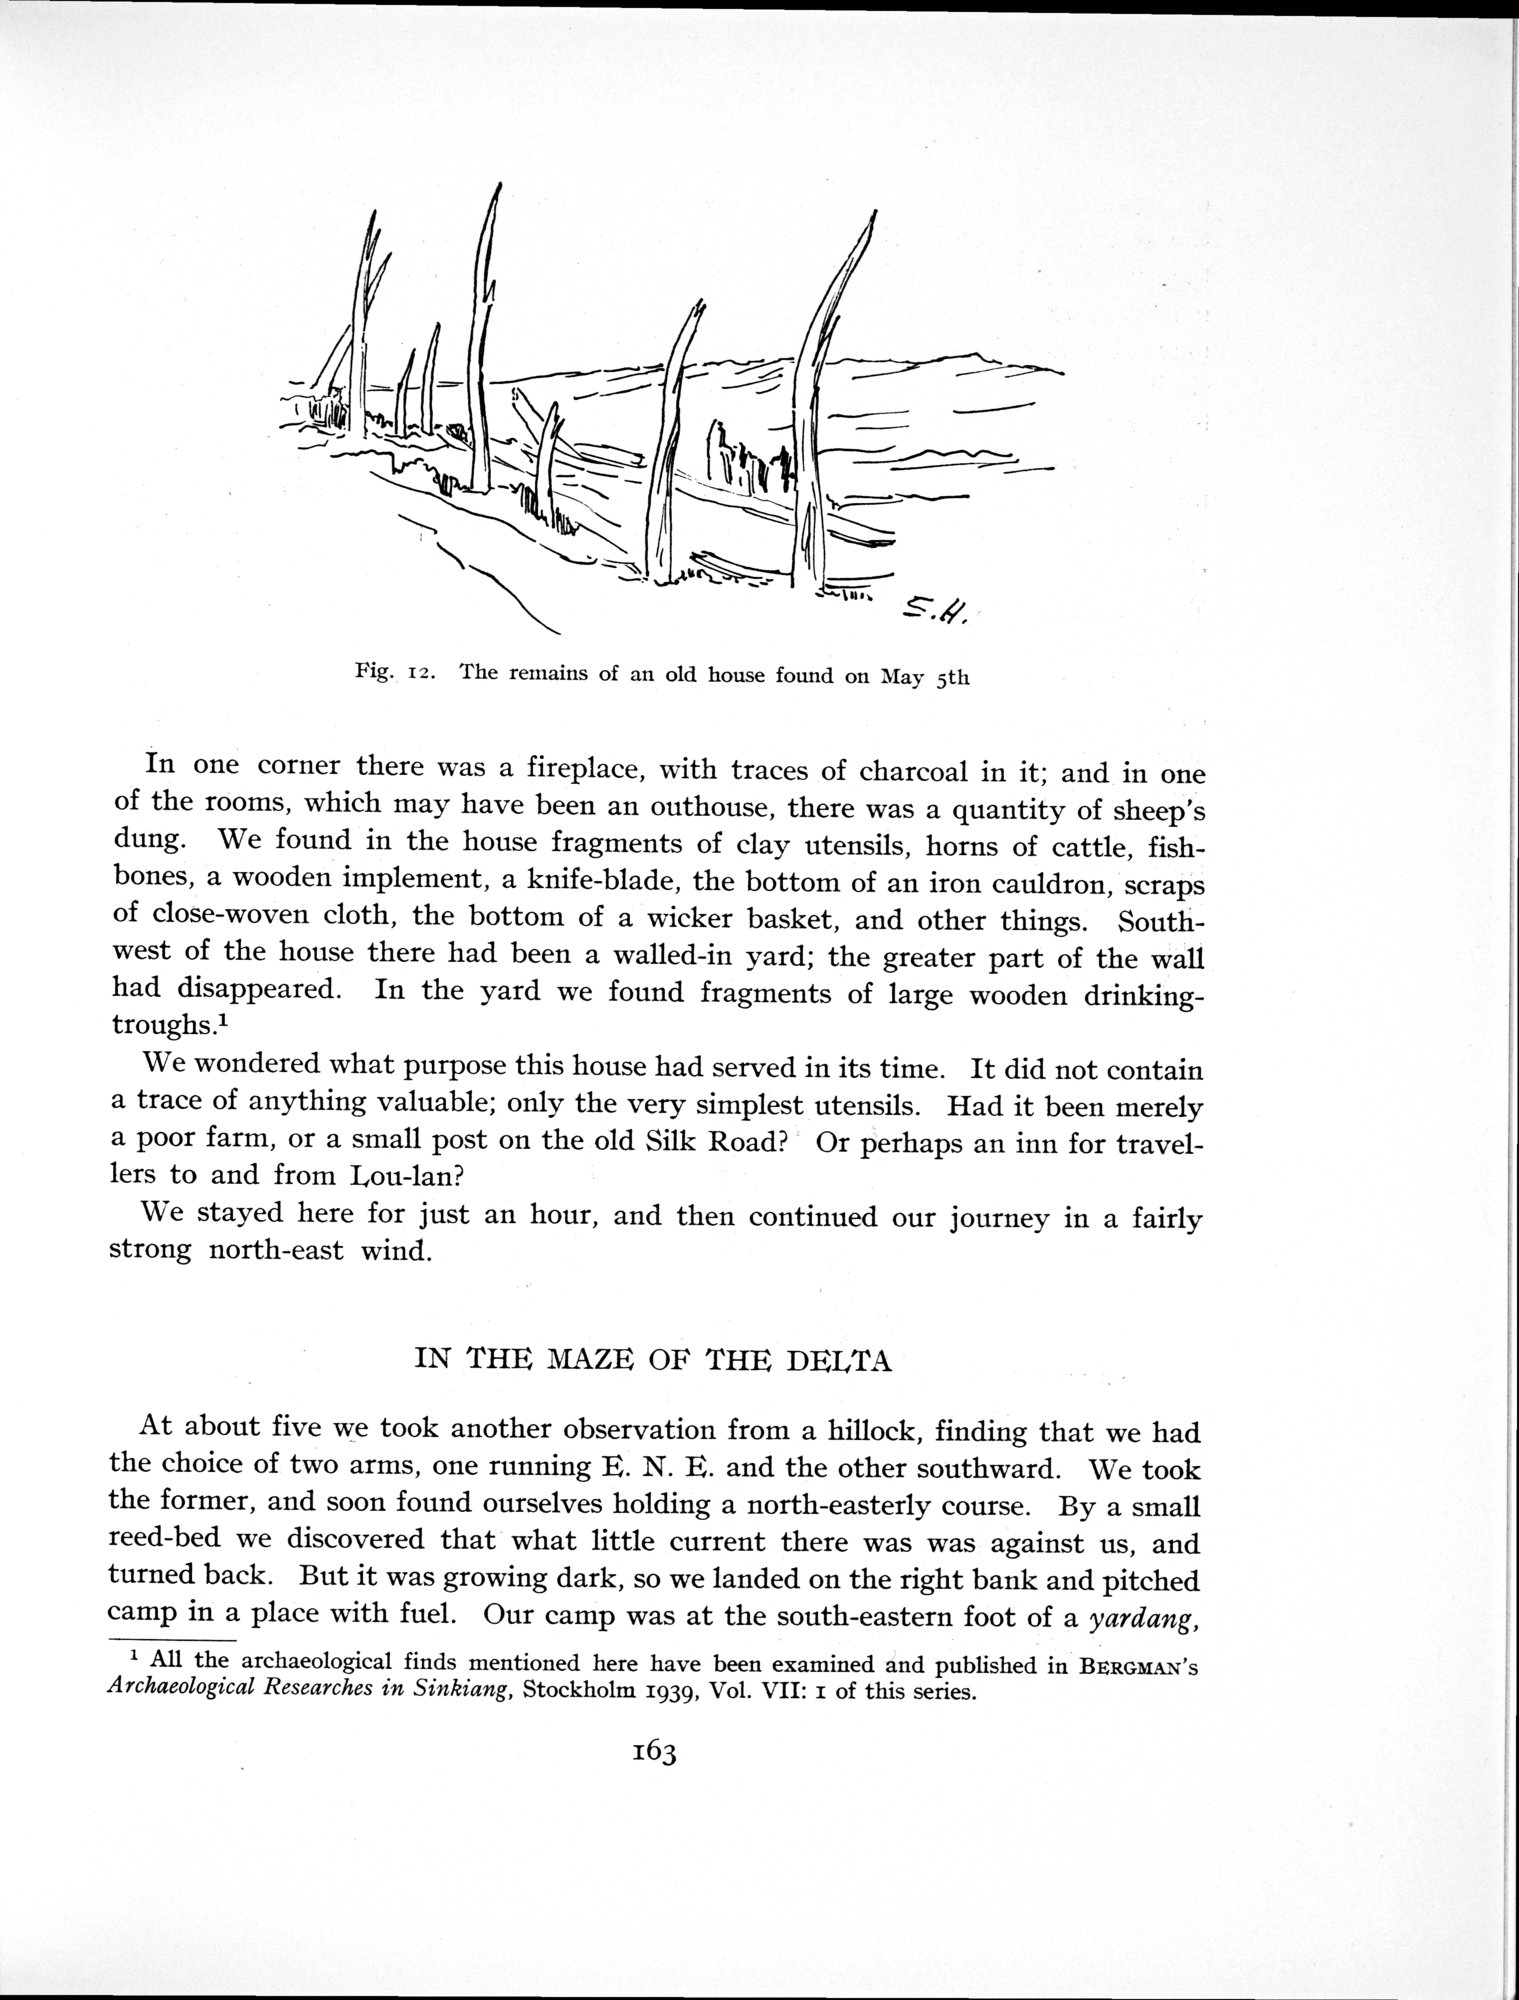 S.H.
Fig. 12. The remains of an old house found on May 5th
In one corner there was a fireplace, with traces of charcoal in it; and in one
of the rooms, which may have been an outhouse, there was a quantity of sheep's
dung. We found in the house fragments of clay utensils, horns of cattle, fish-
bones, a wooden implement, a knife-blade, the bottom of an iron cauldron, scraps
of close-woven cloth, the bottom of a wicker basket, and other things. South-
west of the house there had been a walled-in yard; the greater part of the wall
had disappeared. In the yard we found fragments of large wooden drinking-
troughs.¹
We wondered what purpose this house had served in its time. It did not contain
a trace of anything valuable; only the very simplest utensils. Had it been merely
a poor farm, or a small post on the old Silk Road? Or perhaps an inn for travel-
lers to and from Lou-lan?
We stayed here for just an hour, and then continued our journey in a fairly
strong north-east wind.
IN THE MAZE OF THE DELTA
At about five we took another observation from a hillock, finding that we had
the choice of two arms, one running E. N. E. and the other southward. We took
the former, and soon found ourselves holding a north-easterly course. By a small
reed-bed we discovered that what little current there was was against us, and
turned back. But it was growing dark, so we landed on the right bank and pitched
camp in a place with fuel. Our camp was at the south-eastern foot of a yardang,
¹ All the archaeological finds mentioned here have been examined and published in BERGMAN's
Archaeological Researches in Sinkiang, Stockholm 1939, Vol. VII: 1 of this series.
163